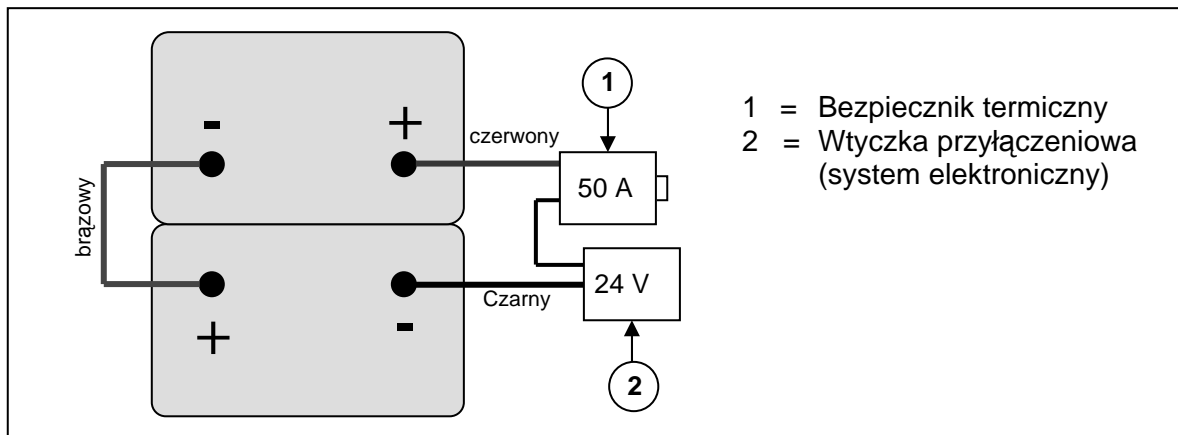 1
- +
czerwony
50 A
brązowy
24 V
Czarny
+ -
2
1 = Bezpiecznik termiczny
2 = Wtyczka przyłączeniowa
(system elektroniczny)